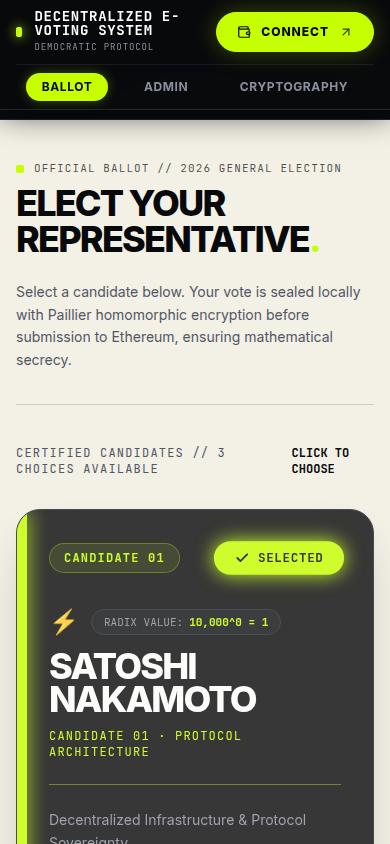 DECENTRALIZED E-
VOTING SYSTEM
DEMOCRATIC PROTOCOL
CONNECT
BALLOT
ADMIN
CRYPTOGRAPHY
OFFICIAL BALLOT // 2026 GENERAL ELECTION
ELECT YOUR
REPRESENTATIVE.
Select a candidate below. Your vote is sealed locally
with Paillier homomorphic encryption before
submission to Ethereum, ensuring mathematical
secrecy.
CERTIFIED CANDIDATES // 3
CHOICES AVAILABLE
CLICK TO
CHOOSE
CANDIDATE 01
SELECTED
RADIX VALUE: 10,000^0 = 1
SATOSHI
NAKAMOTO
CANDIDATE 01 · PROTOCOL
ARCHITECTURE
Decentralized Infrastructure & Protocol
Sovereignty